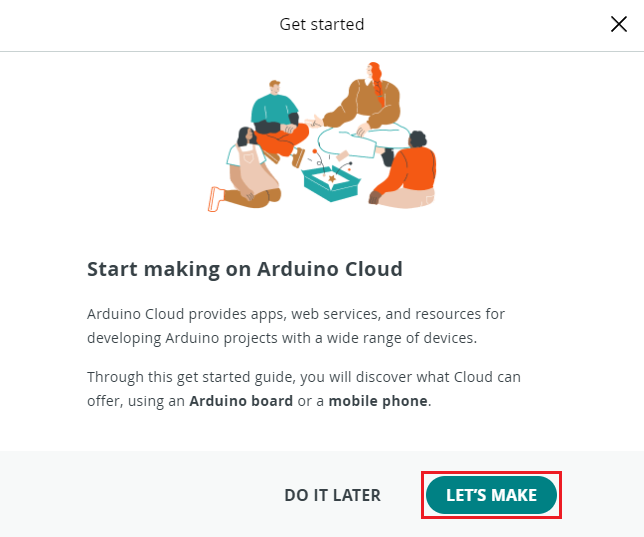 Get started
Start making on Arduino Cloud
Arduino Cloud provides apps, web services, and resources for
developing Arduino projects with a wide range of devices.
Through this get started guide, you will discover what Cloud can
offer, using an Arduino board or a mobile phone.
DO IT LATER
LET’S MAKE